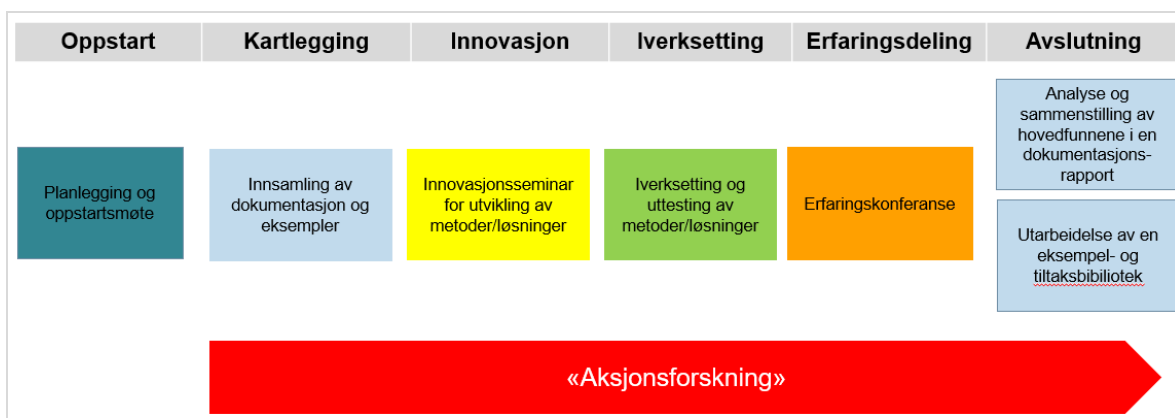 Oppstart
Kartlegging
Innovasjon
Iverksetting
Erfaringsdeling
Avslutning
Planlegging og
oppstartsmøte
Innsamling av
dokumentasjon og
eksempler
Innovasjonsseminar
for utvikling av
metoder/løsninger
Iverksetting og
uttesting av
metoder/løsninger
Erfaringskonferanse
Analyse og
sammenstilling av
hovedfunnene i en
dokumentasjons-
rapport
Utarbeidelse av en
eksempel- og
tiltaksbibliotek
«Aksjonsforskning»